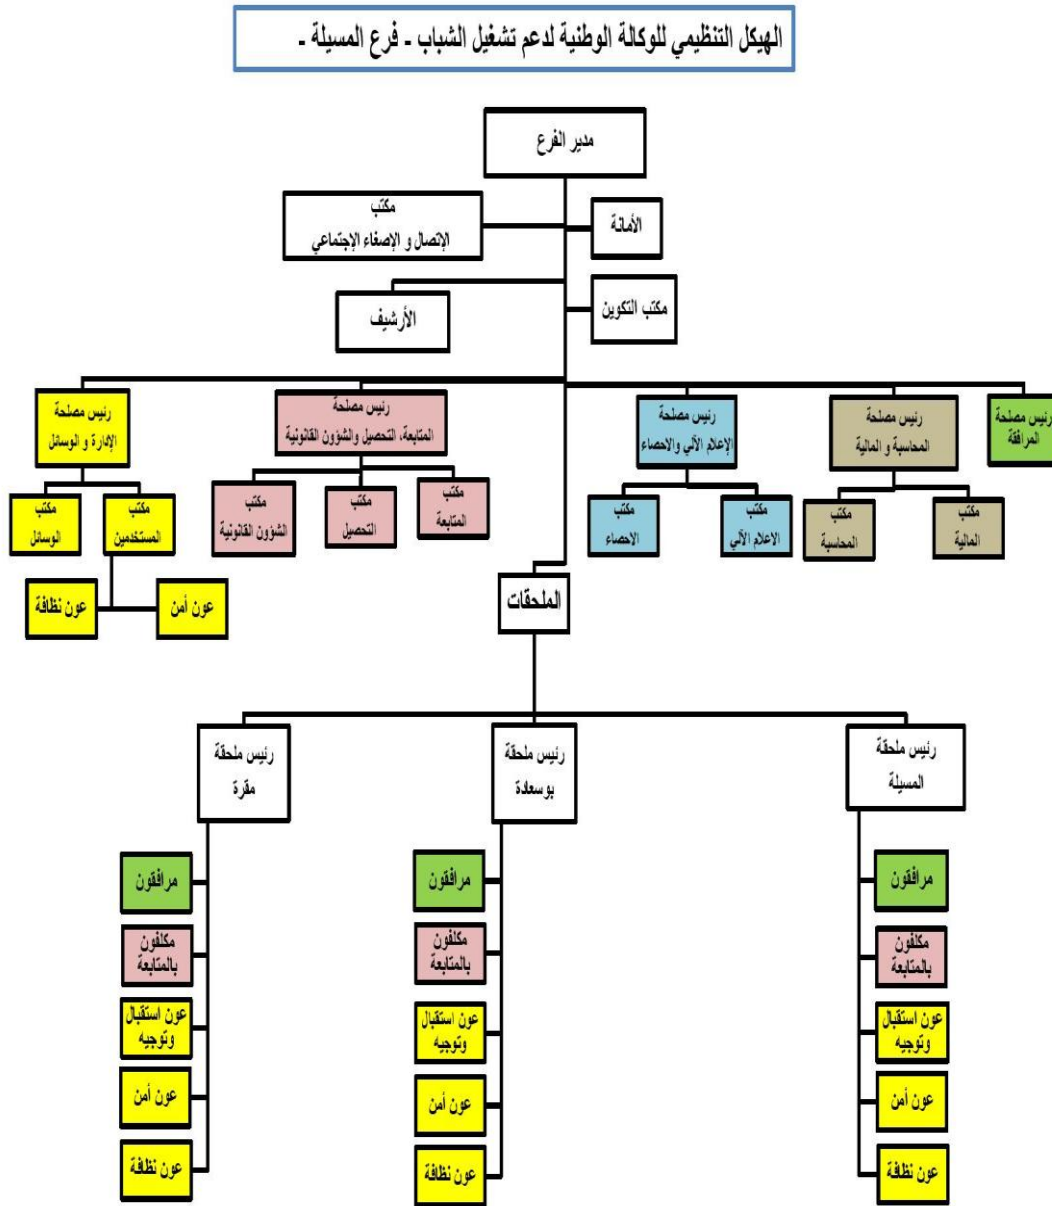 الهيكل التنظيمي للوكالة الوطنية لدعم تشغيل الشباب - فرع المسيلة -
مدير الفرع
الأمانة
مكتب
الإتصال و الإصغاء الإجتماعي
مكتب التكوين
الأرشيف
رئيس مصلحة
المرافقة
رئيس مصلحة
المحاسبة و المالية
رئيس مصلحة
الإعلام الآلي والاحصاء
رئيس مصلحة
المتابعة، التحصيل والشؤون القانونية
رئيس مصلحة
الإدارة و الوسائل
مكتب
المالية
مكتب
المحاسبة
مكتب
الاعلام الآلي
مكتب
الاحصاء
مكتب
المتابعة
مكتب
التحصيل
مكتب
الشؤون القانونية
مكتب
المستخدمين
مكتب
الوسائل
عون أمن
عون نظافة
الملحقات
رئيس ملحقة
المسيلة
رئيس ملحقة
بوسعادة
رئيس ملحقة
مقرة
مرافقون
مكلفون
بالمتابعة
عون استقبال
وتوجيه
عون أمن
عون نظافة
مرافقون
مكلفون
بالمتابعة
عون استقبال
وتوجيه
عون أمن
عون نظافة
مرافقون
مكلفون
بالمتابعة
عون استقبال
وتوجيه
عون أمن
عون نظافة